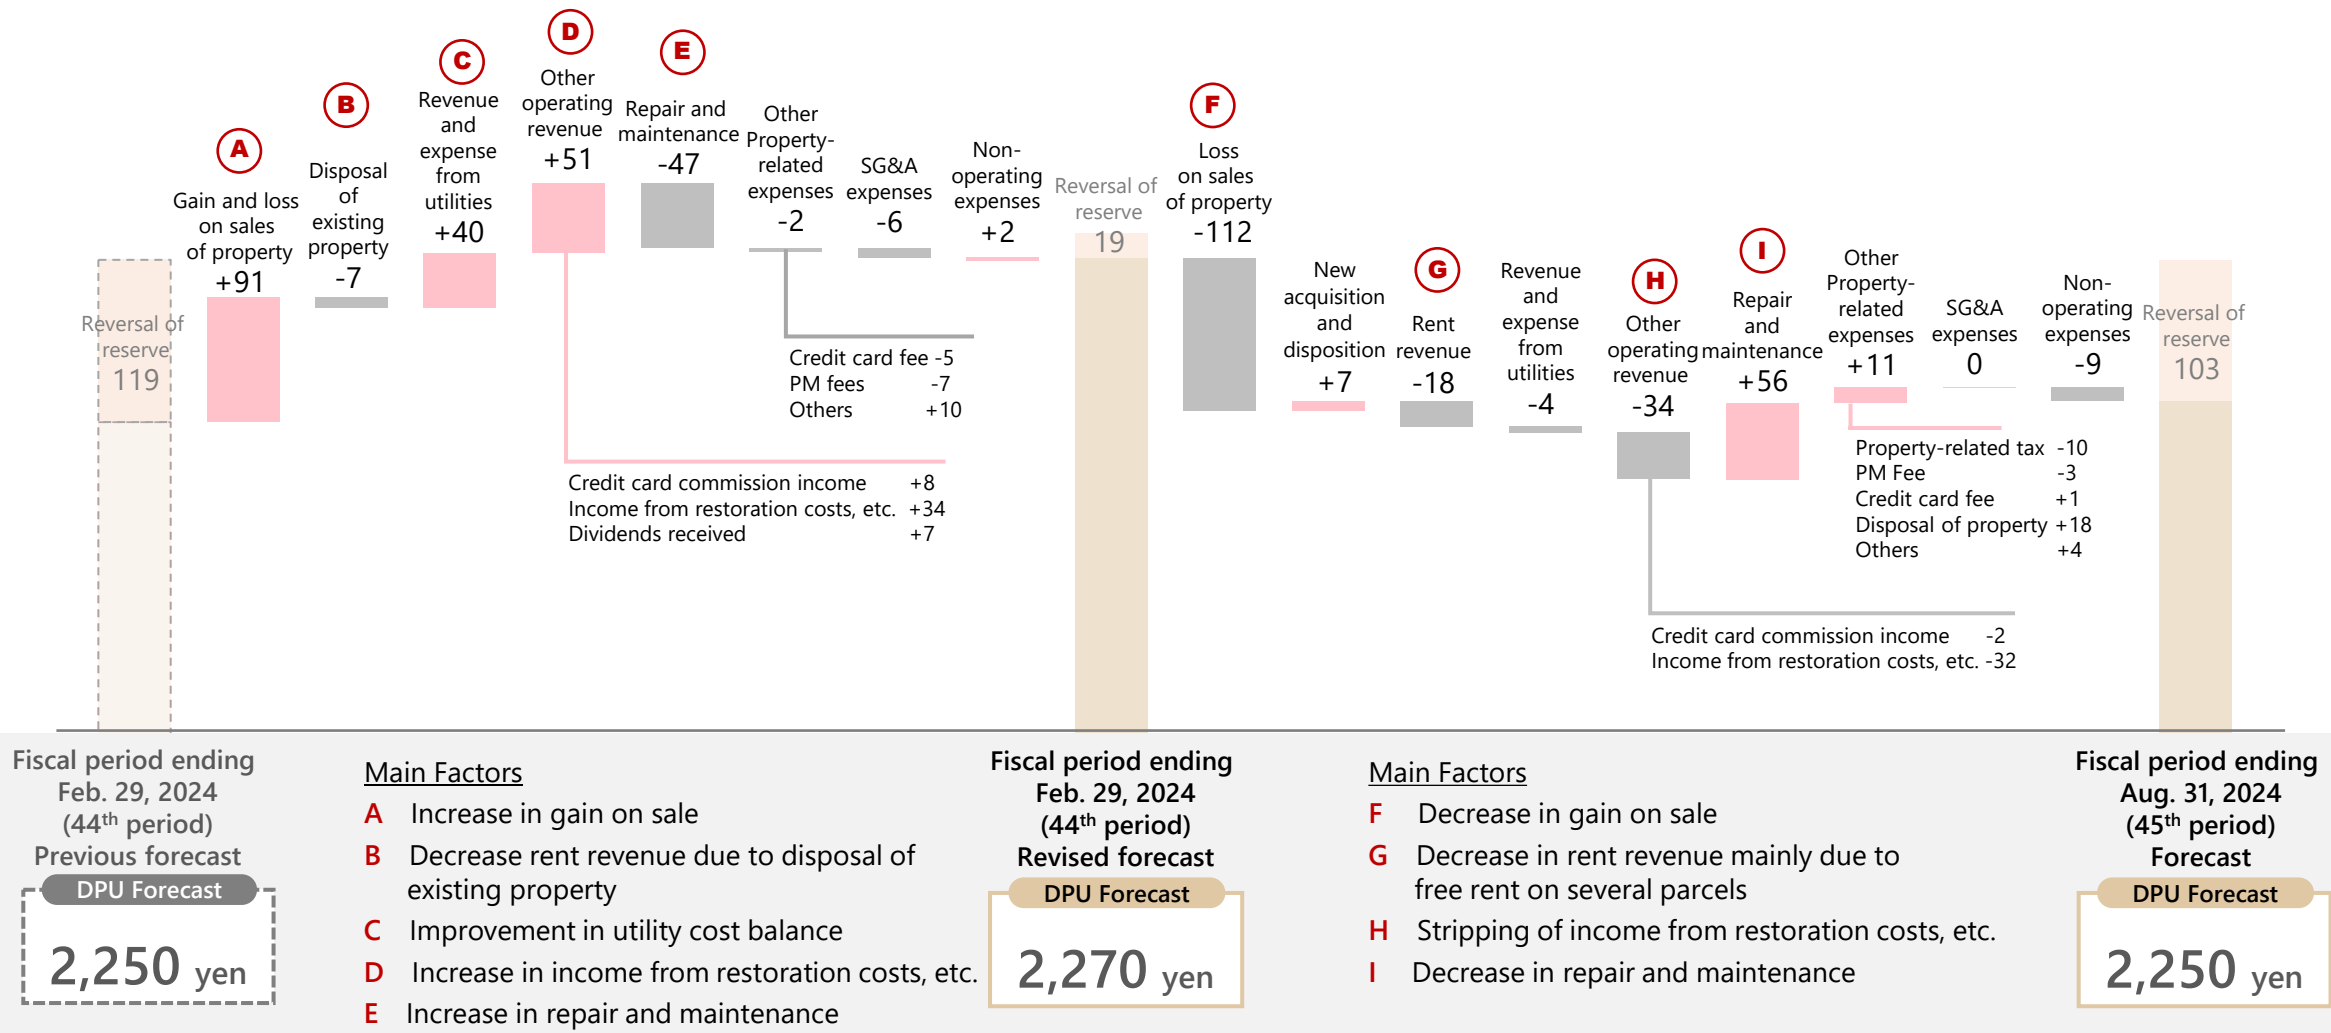 A
Gain and loss
on sales
of property
+91
B
Disposal
of
existing
property
-7
C
Revenue
and
expense
from
utilities
+40
D
Other
operating
revenue
+51
E
Repair and
maintenance
-47
Other
Property-
related
expenses
-2
SG&A
expenses
-6
Non-
operating
expenses
+2
Reversal of
reserve
119
Reversal of
reserve
19
Credit card fee -5
PM fees -7
Others +10
Credit card commission income +8
Income from restoration costs, etc. +34
Dividends received +7
F
Loss
on sales
of property
-112
New
acquisition
and
disposition
+7
G
Rent
revenue
-18
Revenue
and
expense
from
utilities
-4
H
Other
operating
revenue
-34
I
Repair
and
maintenance
+56
Other
Property-
related
expenses
+11
SG&A
expenses
0
Non-
operating
expenses
-9
Reversal of
reserve
103
Property-related tax -10
PM Fee -3
Credit card fee +1
Disposal of property +18
Others +4
Credit card commission income -2
Income from restoration costs, etc. -32
Fiscal period ending
Feb. 29, 2024
(44th period)
Previous forecast
DPU Forecast
2,250 yen
Main Factors
A Increase in gain on sale
B Decrease rent revenue due to disposal of
existing property
C Improvement in utility cost balance
D Increase in income from restoration costs, etc.
E Increase in repair and maintenance
Fiscal period ending
Feb. 29, 2024
(44th period)
Revised forecast
DPU Forecast
2,270 yen
Main Factors
F Decrease in gain on sale
G Decrease in rent revenue mainly due to
free rent on several parcels
H Stripping of income from restoration costs, etc.
I Decrease in repair and maintenance
Fiscal period ending
Aug. 31, 2024
(45th period)
Forecast
DPU Forecast
2,250 yen